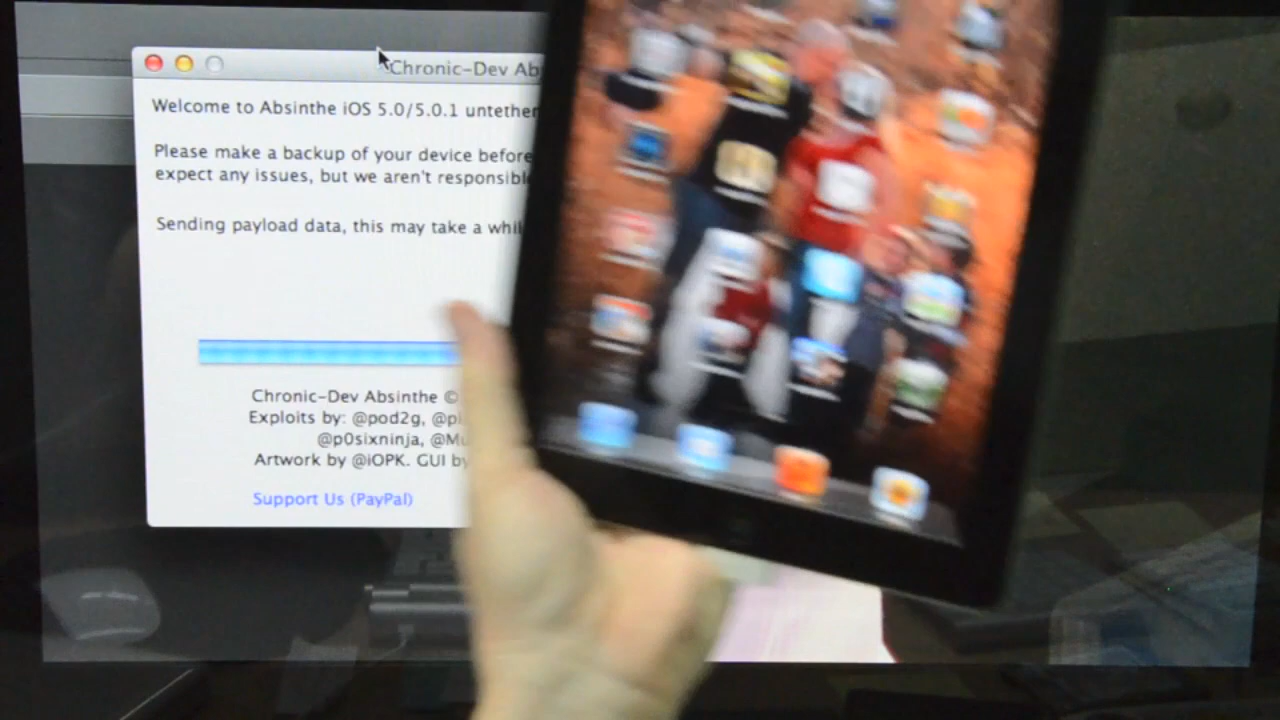 Chronic-Dev Ab
Welcome to Absinthe iOS 5.0/5.0.1 untether
Please make a backup of your device before
expect any issues, but we aren't responsible
Sending payload data, this may take a whil
Chronic-Dev Absinthe ©
Exploits by: @pod2g,
@p0sixninja, @Mu
Artwork by @iOPK. GUI by
Support Us (PayPal)